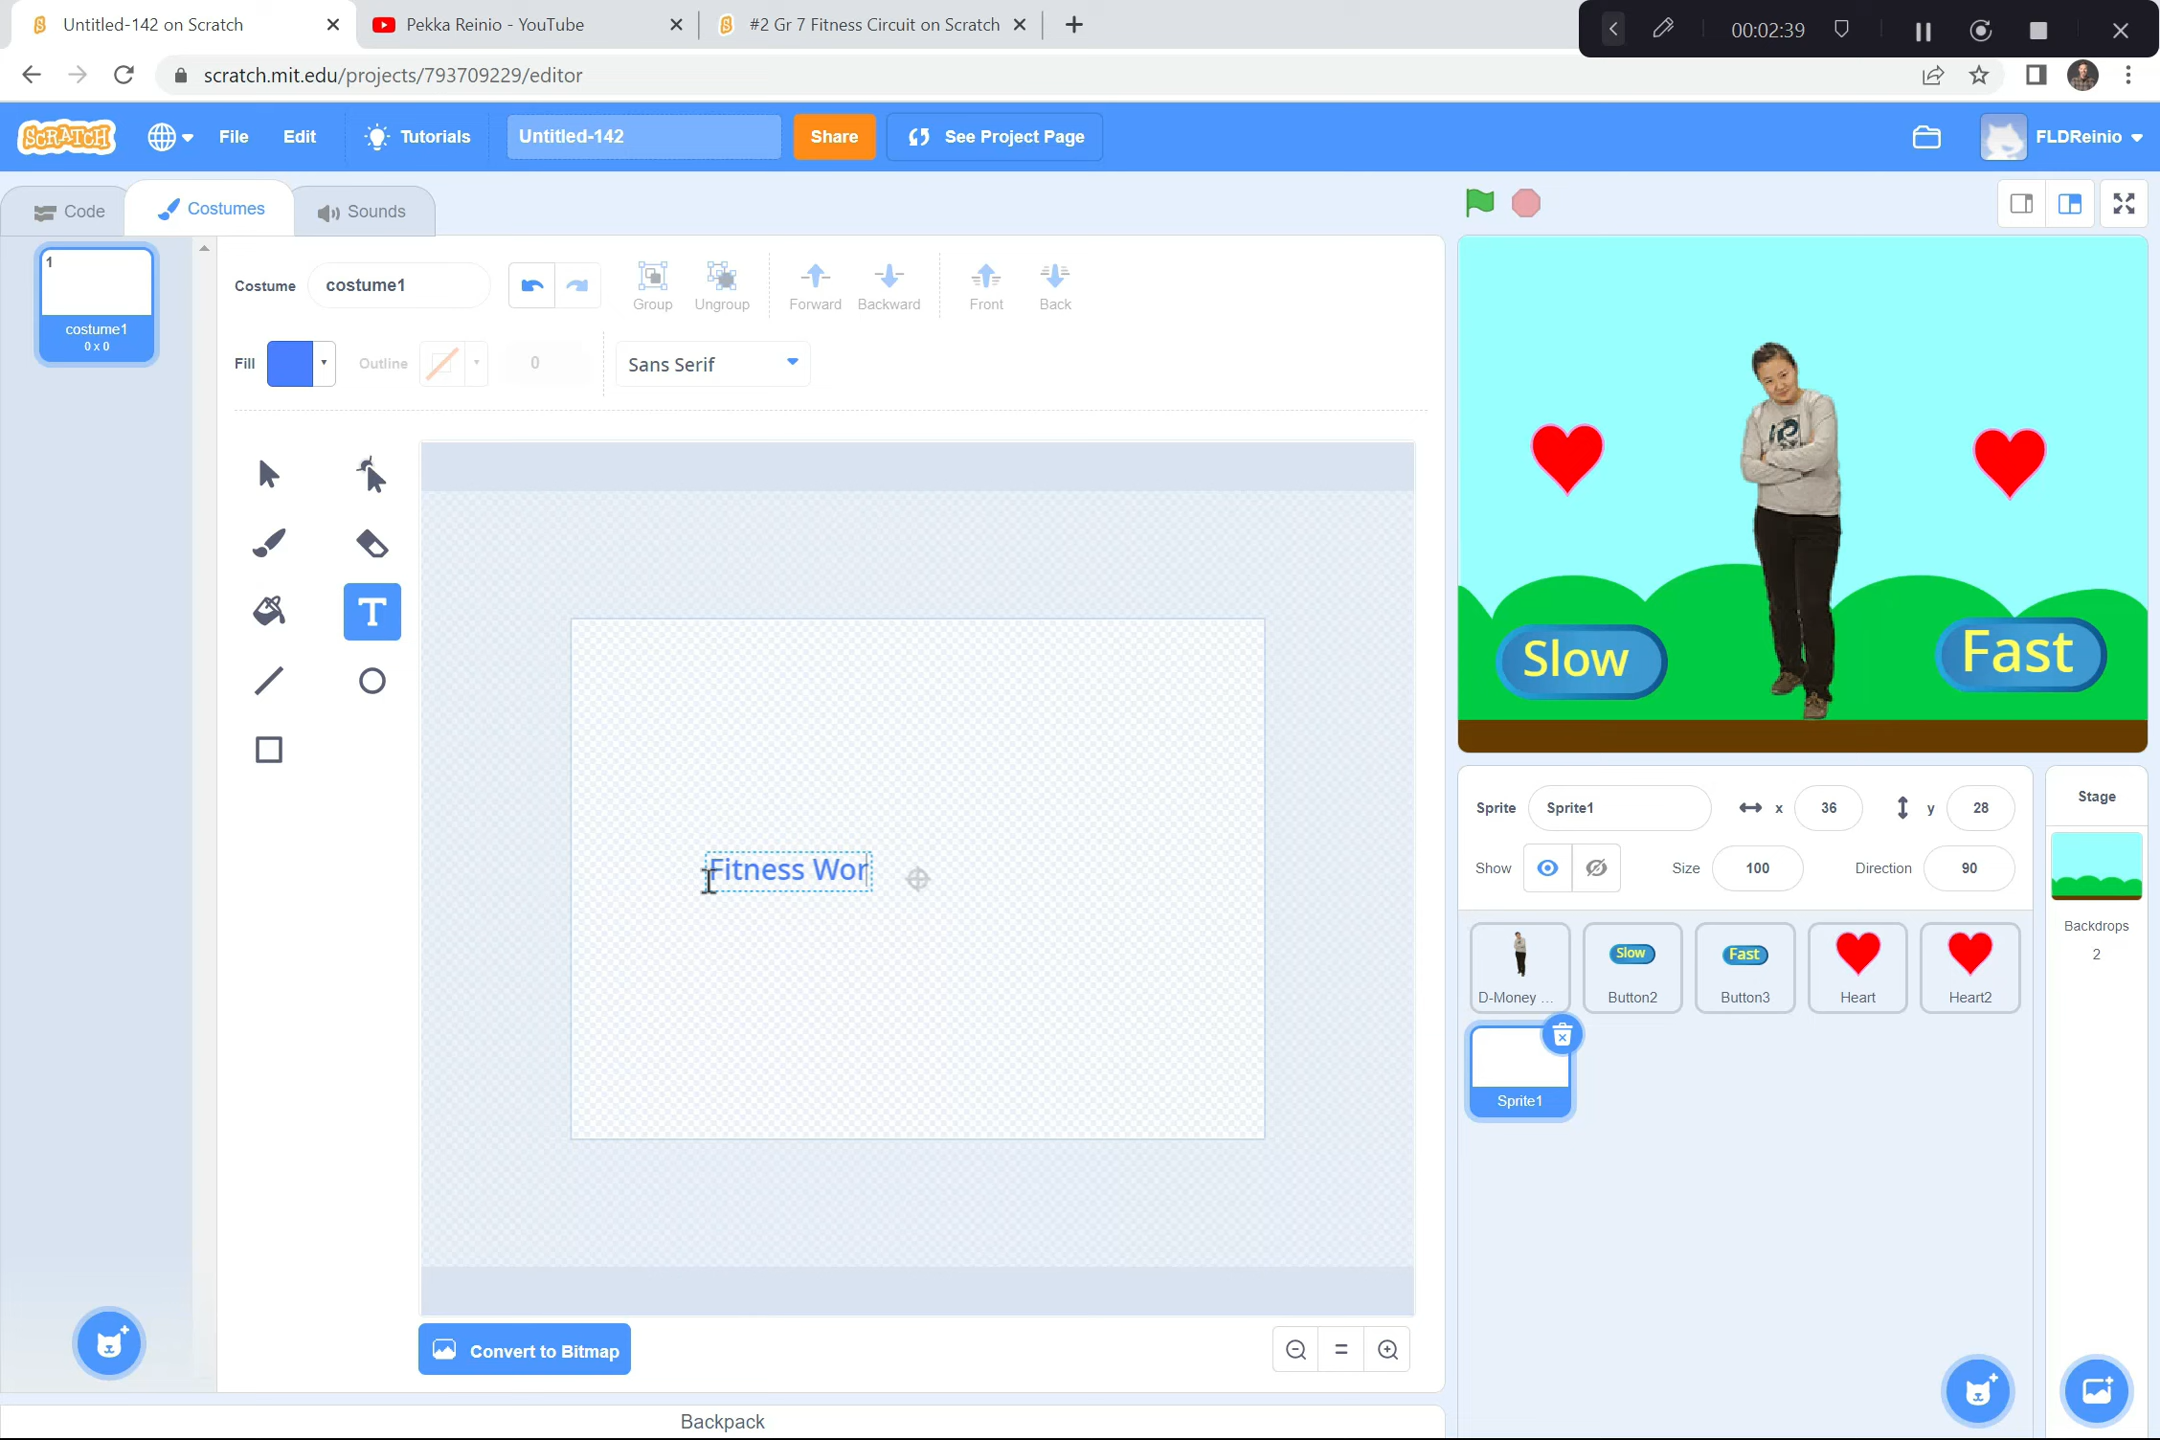 Untitled-142 on Scratch
Pekka Reinio - YouTube
#2 Gr 7 Fitness Circuit on Scratch
00:02:39
scratch.mit.edu/projects/793709229/editor
SCRATCH
File
Edit
Tutorials
Untitled-142
Share
See Project Page
FLDReinio
Code
Costumes
Sounds
1
costume1
0 x 0
Costume
costume1
Group
Ungroup
Forward
Backward
Front
Back
Fill
Outline
0
Sans Serif
T
Fitness Wor
Convert to Bitmap
Backpack
Slow
Fast
Sprite
Sprite1
x
36
y
28
Show
Size
100
Direction
90
Stage
Backdrops
2
D-Money ...
Slow
Button2
Fast
Button3
Heart
Heart2
Sprite1